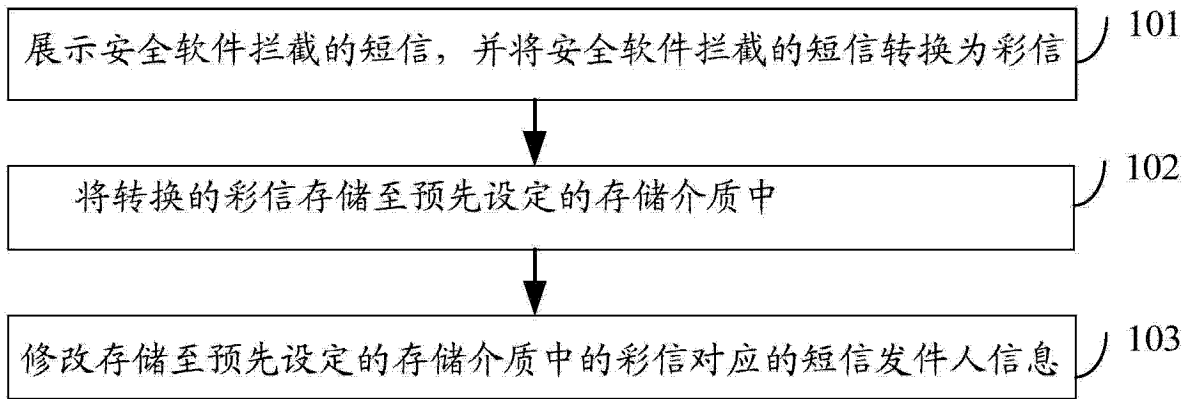 展示安全软件拦截的短信，并将安全软件拦截的短信转换为彩信
101
将转换的彩信存储至预先设定的存储介质中
102
修改存储至预先设定的存储介质中的彩信对应的短信发件人信息
103